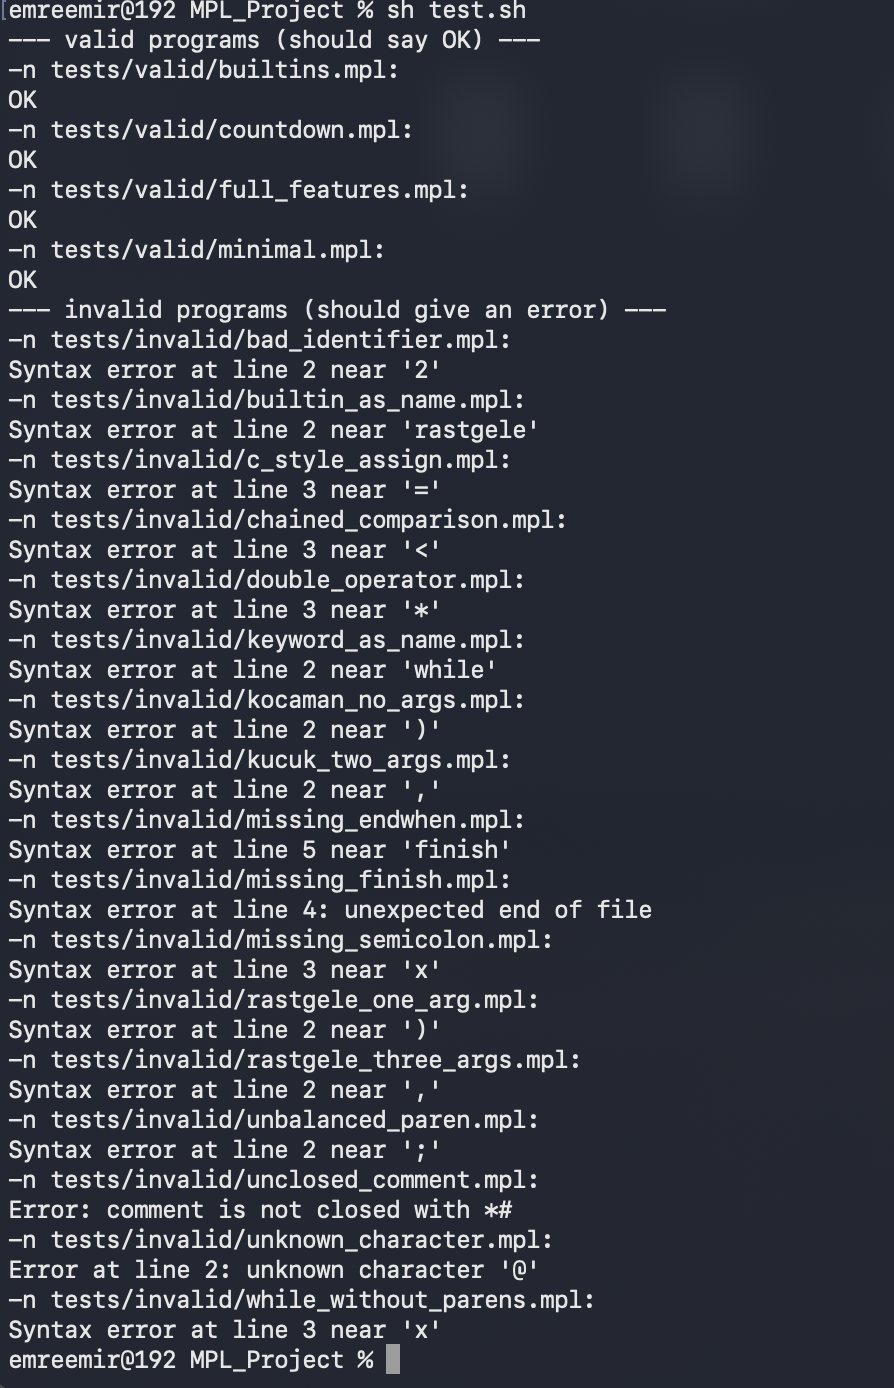 [emreemir@192 MPL_Project % sh test.sh
--- valid programs (should say OK) ---
-n tests/valid/builtins.mpl:
OK
-n tests/valid/countdown.mpl:
OK
-n tests/valid/full_features.mpl:
OK
-n tests/valid/minimal.mpl:
OK
--- invalid programs (should give an error) ---
-n tests/invalid/bad_identifier.mpl:
Syntax error at line 2 near '2'
-n tests/invalid/builtin_as_name.mpl:
Syntax error at line 2 near 'rastgele'
-n tests/invalid/c_style_assign.mpl:
Syntax error at line 3 near '='
-n tests/invalid/chained_comparison.mpl:
Syntax error at line 3 near '<'
-n tests/invalid/double_operator.mpl:
Syntax error at line 3 near '*'
-n tests/invalid/keyword_as_name.mpl:
Syntax error at line 2 near 'while'
-n tests/invalid/kocaman_no_args.mpl:
Syntax error at line 2 near ')'
-n tests/invalid/kucuk_two_args.mpl:
Syntax error at line 2 near ','
-n tests/invalid/missing_endwhen.mpl:
Syntax error at line 5 near 'finish'
-n tests/invalid/missing_finish.mpl:
Syntax error at line 4: unexpected end of file
-n tests/invalid/missing_semicolon.mpl:
Syntax error at line 3 near 'x'
-n tests/invalid/rastgele_one_arg.mpl:
Syntax error at line 2 near ')'
-n tests/invalid/rastgele_three_args.mpl:
Syntax error at line 2 near ','
-n tests/invalid/unbalanced_paren.mpl:
Syntax error at line 2 near ';'
-n tests/invalid/unclosed_comment.mpl:
Error: comment is not closed with *#
-n tests/invalid/unknown_character.mpl:
Error at line 2: unknown character '@'
-n tests/invalid/while_without_parens.mpl:
Syntax error at line 3 near 'x'
emreemir@192 MPL_Project %